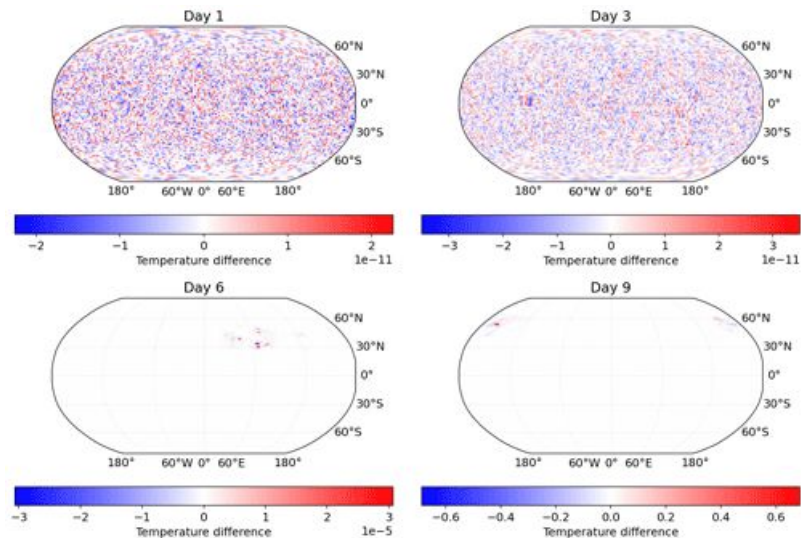 Day 1
60°N
30°N
0°
30°S
60°S
180° 60°W 0° 60°E 180°
−2 −1 0 1 2
1e−11
Temperature difference
Day 3
60°N
30°N
0°
30°S
60°S
180° 60°W 0° 60°E 180°
−3 −2 −1 0 1 2 3
1e−11
Temperature difference
Day 6
60°N
30°N
0°
30°S
60°S
180° 60°W 0° 60°E 180°
−3 −2 −1 0 1 2 3
1e−5
Temperature difference
Day 9
60°N
30°N
0°
30°S
60°S
180° 60°W 0° 60°E 180°
−0.6 −0.4 −0.2 0.0 0.2 0.4 0.6
Temperature difference